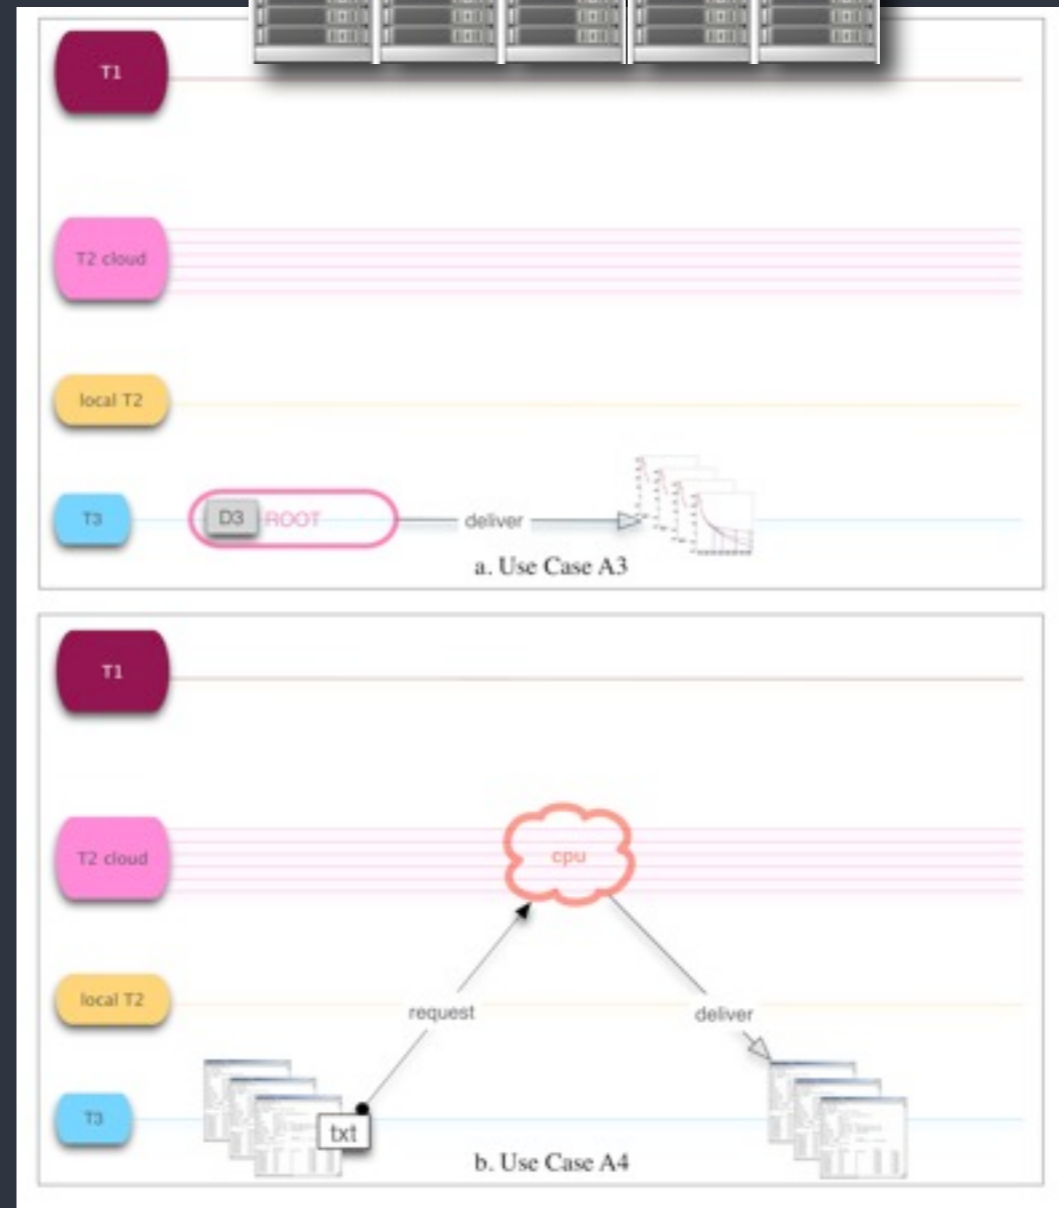 T1
T2 cloud
local T2
T3
D3 ROOT
deliver
a. Use Case A3
T1
T2 cloud
cpu
local T2
request
deliver
T3
txt
b. Use Case A4